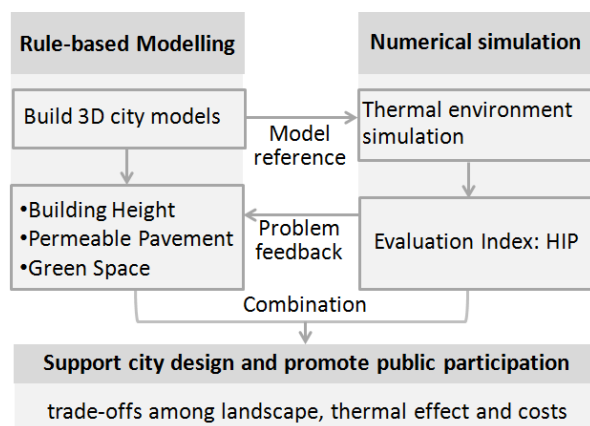 Rule-based Modelling
Numerical simulation
Build 3D city models
Model
reference
Thermal environment
simulation
•Building Height
•Permeable Pavement
•Green Space
Problem
feedback
Evaluation Index: HIP
Combination
Support city design and promote public participation
trade-offs among landscape, thermal effect and costs